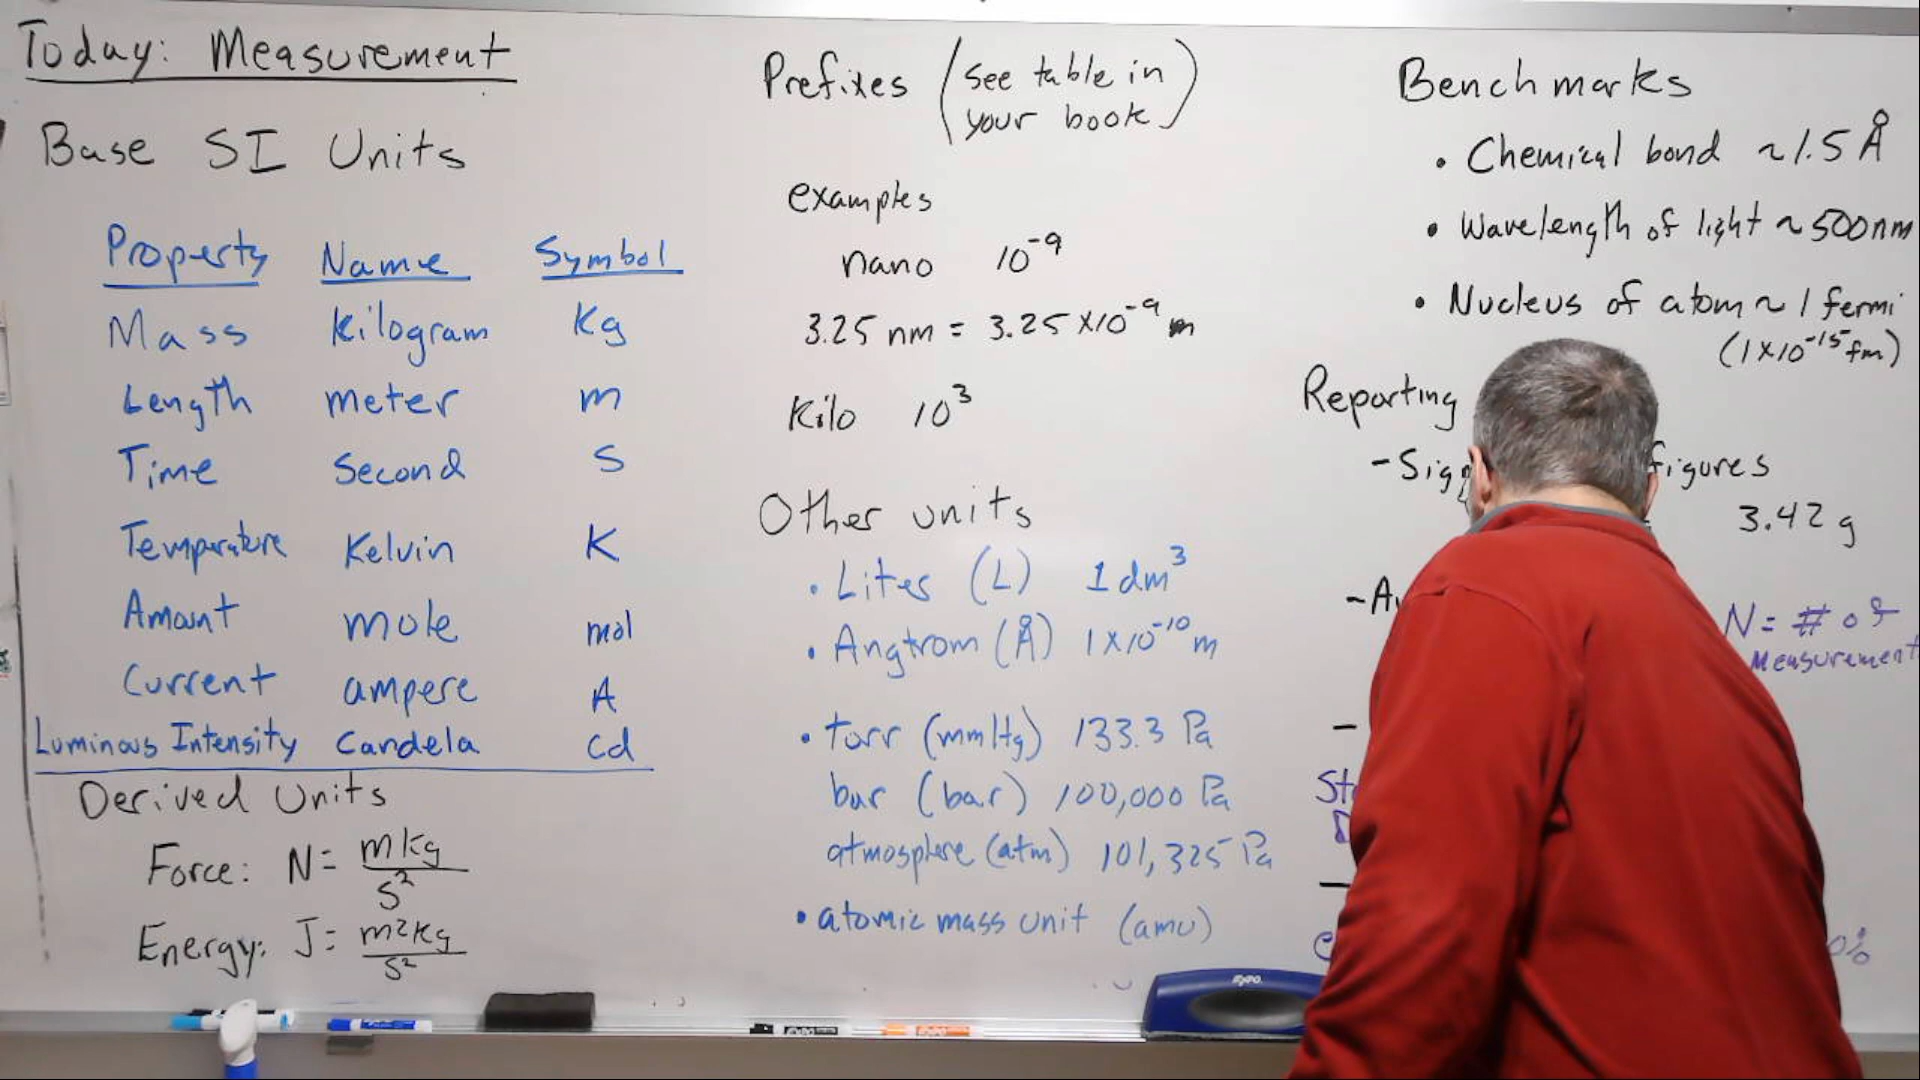 Today: Measurement
Base SI Units
Property Name Symbol
Mass kilogram Kg
Length meter m
Time Second S
Temperature Kelvin K
Amount mole mol
Current ampere A
Luminous Intensity Candela Cd
Derived Units
Force: N = mkg
s²
Energy: J = m²kg
s²
Prefixes (see table in
your book)
examples
nano 10⁻⁹
3.25 nm = 3.25 x10⁻⁹ m
Kilo 10³
Other units
• Liter (L) 1 dm³
• Angtrom (Å) 1x10⁻¹⁰ m
• torr (mmHg) 133.3 Pa
bar (bar) 100,000 Pa
atmosphere (atm) 101,325 Pa
• atomic mass unit (amu)
Benchmarks
• Chemical bond ~1.5 Å
• Wavelength of light ~500nm
• Nucleus of atom ~ 1 fermi
(1x10⁻¹⁵ fm)
Reporting
figures
3.42 g
N = # of
Measurement
0%
EXPO